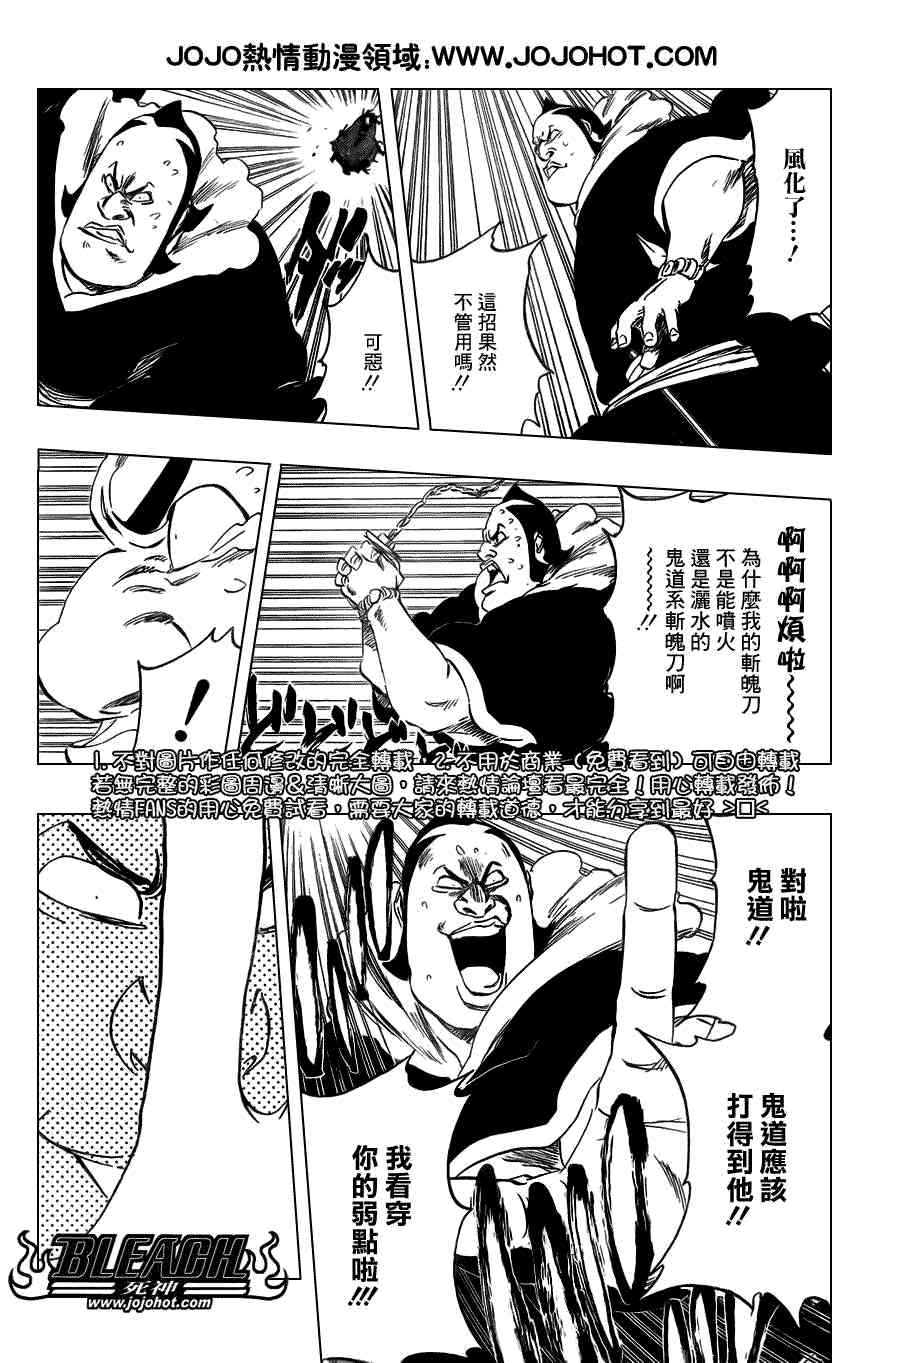 JOJO熱情動漫領域:WWW.JOJOHOT.COM
風化了…!
這招果然
不管用嗎!!
可惡!!
啊啊啊煩啦~~~~
為什麼我的斬魄刀
不是能噴火
還是灑水的
鬼道系斬魄刀啊
~~~~!!
!
ビビビ
1. 不對圖片作任何修改的完全轉載，2. 不用於商業（免費看到）可自由轉載
若無完整的彩圖周邊&清晰大圖，請來熱情論壇看最完全！用心轉載發佈！
熱情FANS的用心免費試看，需要大家的轉載道德，才能分享到最好 >□<
對啦
鬼道!!
鬼道應該
打得到他!!
我看穿
你的弱點啦!!!
BLEACH
死神
www.jojohot.com